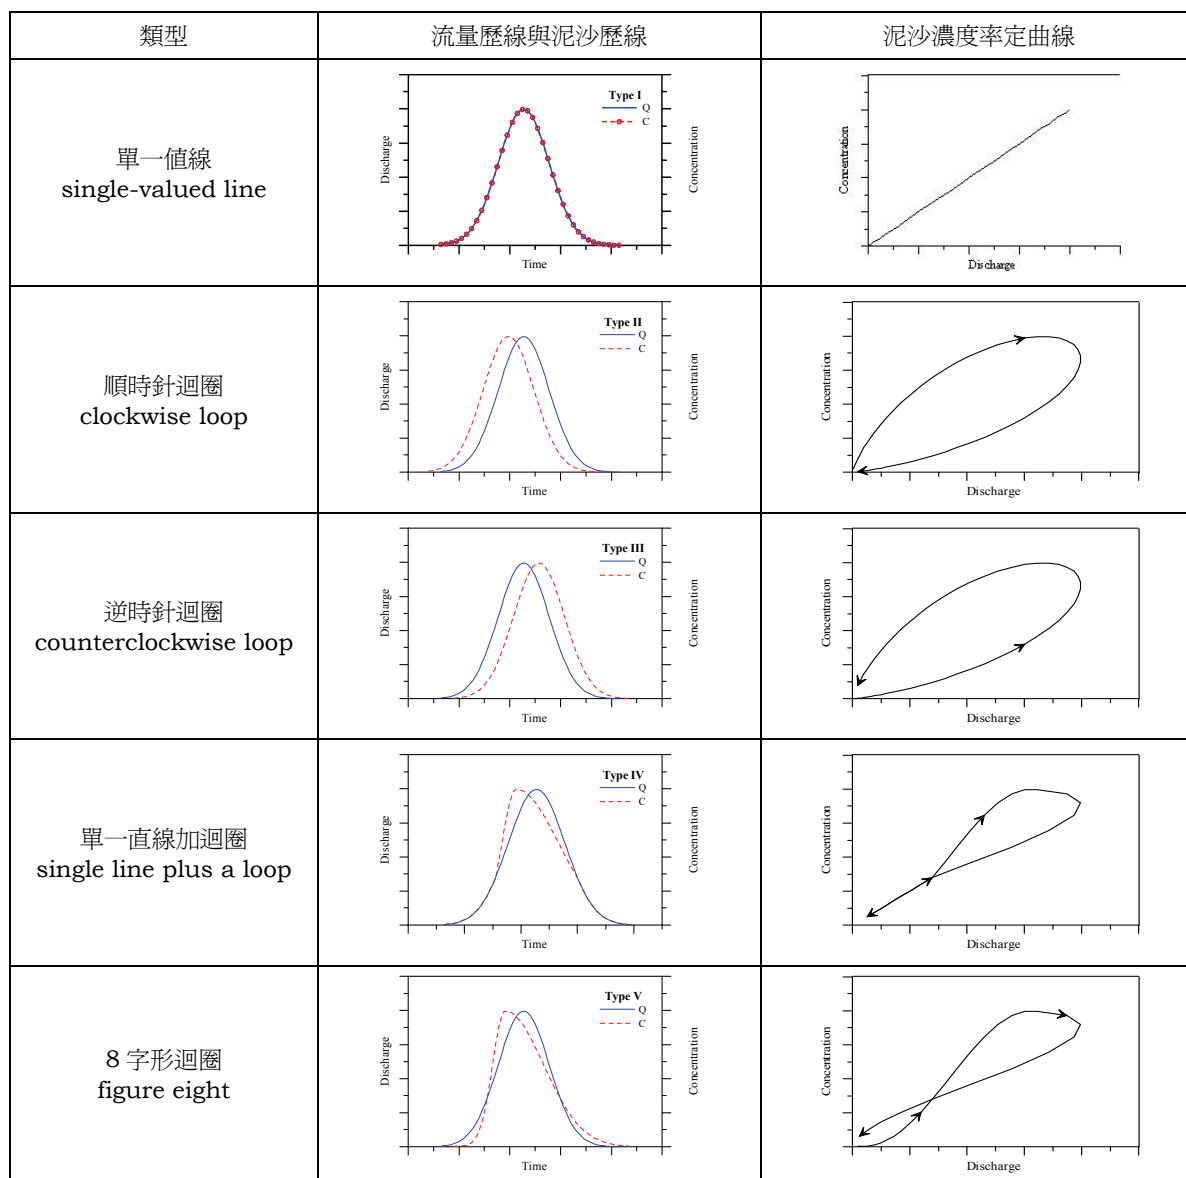 類型
流量歷線與泥沙歷線
泥沙濃度率定曲線
單一值線
single-valued line
Discharge
Type I
Q
C
Concentration
Time
Concentration
Discharge
順時針迴圈
clockwise loop
Discharge
Type II
Q
C
Concentration
Time
Concentration
Discharge
逆時針迴圈
counterclockwise loop
Discharge
Type III
Q
C
Concentration
Time
Concentration
Discharge
單一直線加迴圈
single line plus a loop
Discharge
Type IV
Q
C
Concentration
Time
Concentration
Discharge
8 字形迴圈
figure eight
Discharge
Type V
Q
C
Concentration
Time
Concentration
Discharge